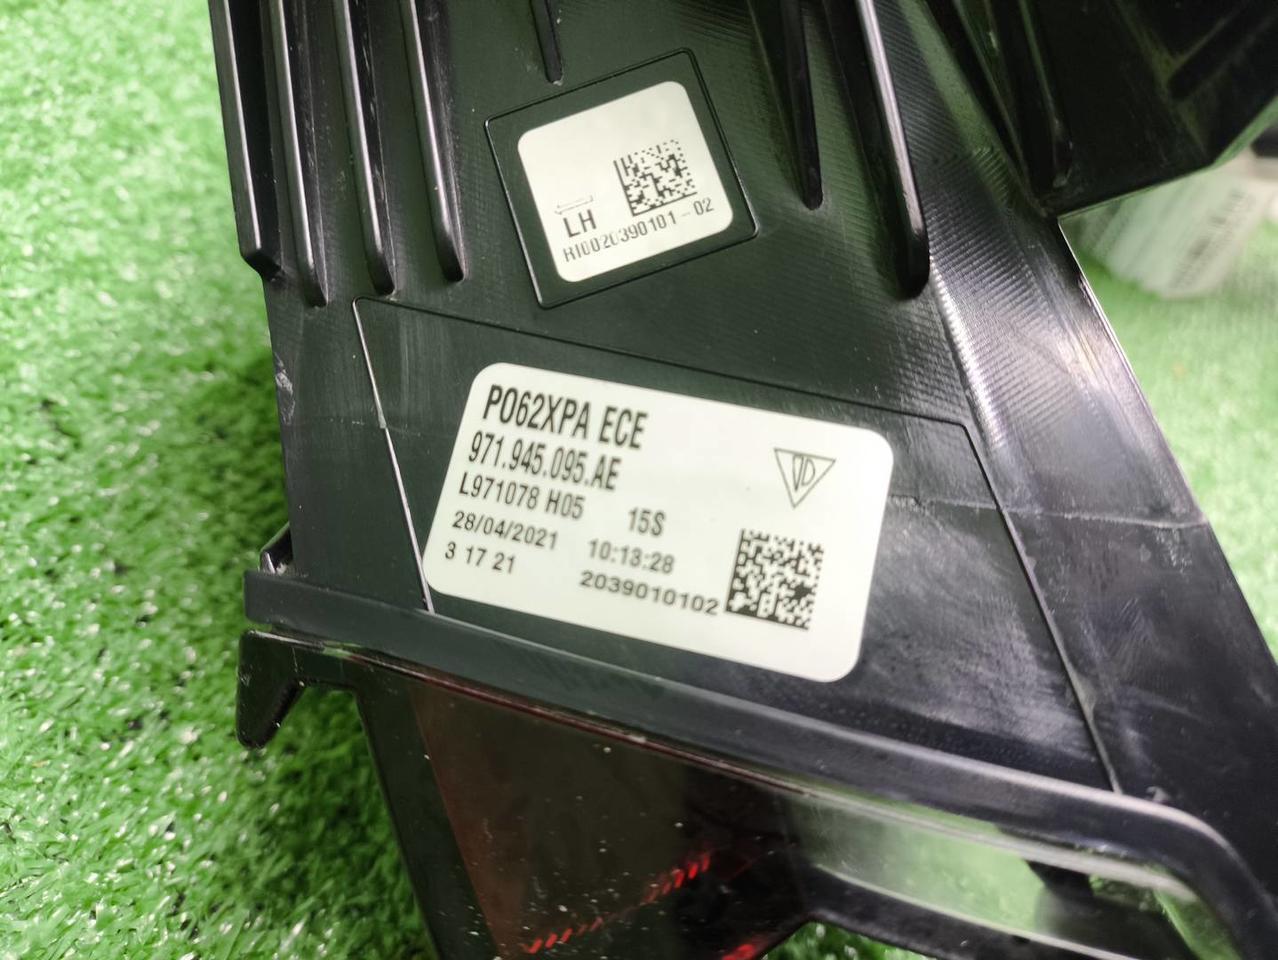 LH
RI0020390101-02
PO62XPA ECE
971.945.095.AE
L971078 H05 15S
28/04/2021 10:13:28
3 17 21 2039010102